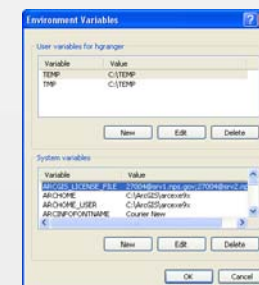 Environment Variables
User variables for hgranger
Variable Value
TEMP C:\TEMP
TMP C:\TEMP
New Edit Delete
System variables
Variable Value
ARCGIS_LICENSE_FILE 27004@srv1.nps.gov;27004@srv2.np
ARCHOME C:\ArcGIS\arcexe9x
ARCHOME_USER C:\ArcGIS\arcexe9x
ARCINFOFONTNAME Courier New
New Edit Delete
OK Cancel